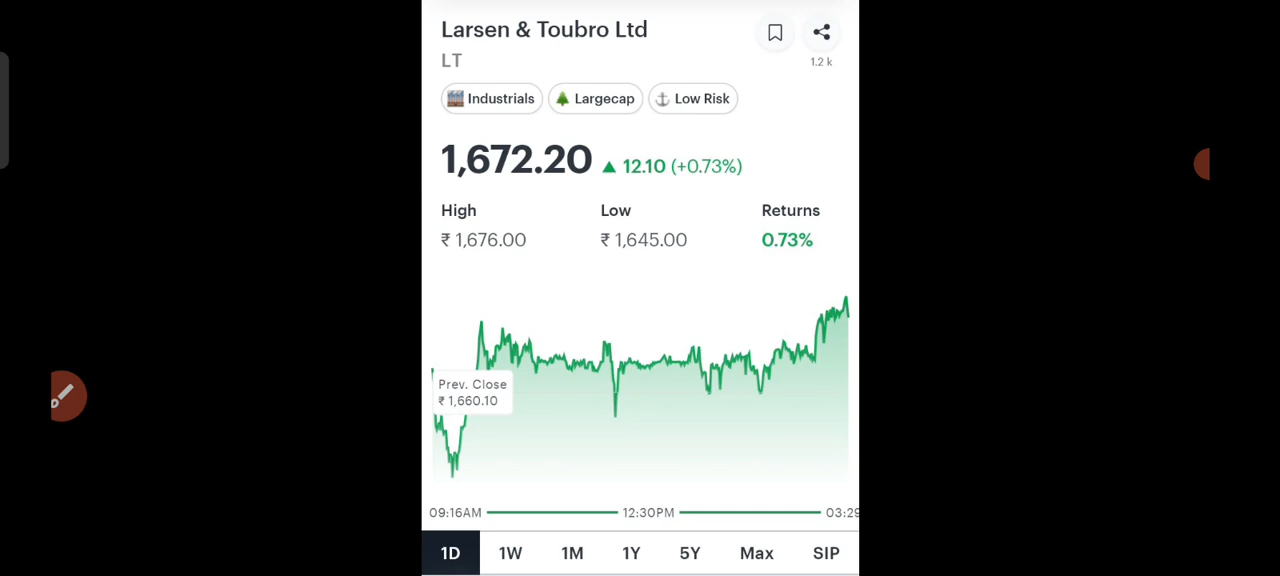 Larsen & Toubro Ltd
LT
1.2 k
Industrials Largecap Low Risk
1,672.20 ▲ 12.10 (+0.73%)
High Low Returns
₹ 1,676.00 ₹ 1,645.00 0.73%
Prev. Close
₹ 1,660.10
09:16AM 12:30PM 03:29
1D 1W 1M 1Y 5Y Max SIP